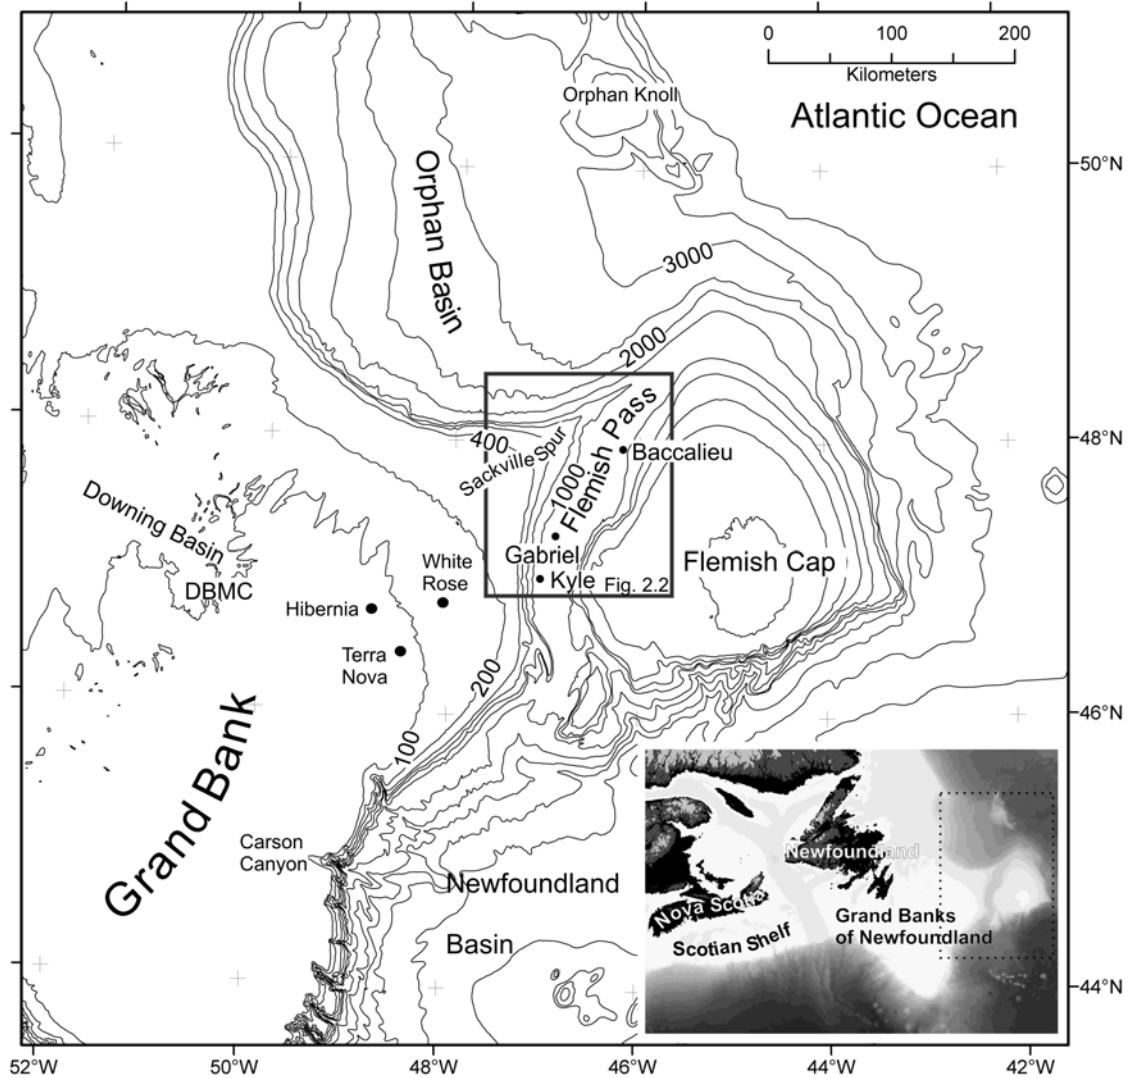 0 100 200
Kilometers
Orphan Knoll
Atlantic Ocean
50°N
Orphan Basin
3000
2000
Flemish Pass
48°N
400
Sackville Spur
Baccalieu
1000
Downing Basin
Gabriel
White
Rose
Flemish Cap
Kyle
Fig. 2.2
DBMC
Hibernia
Terra
Nova
200
46°N
100
Grand Bank
Carson
Canyon
Newfoundland
Basin
Newfoundland
Nova Scotia
Grand Banks
of Newfoundland
Scotian Shelf
44°N
52°W 50°W 48°W 46°W 44°W 42°W